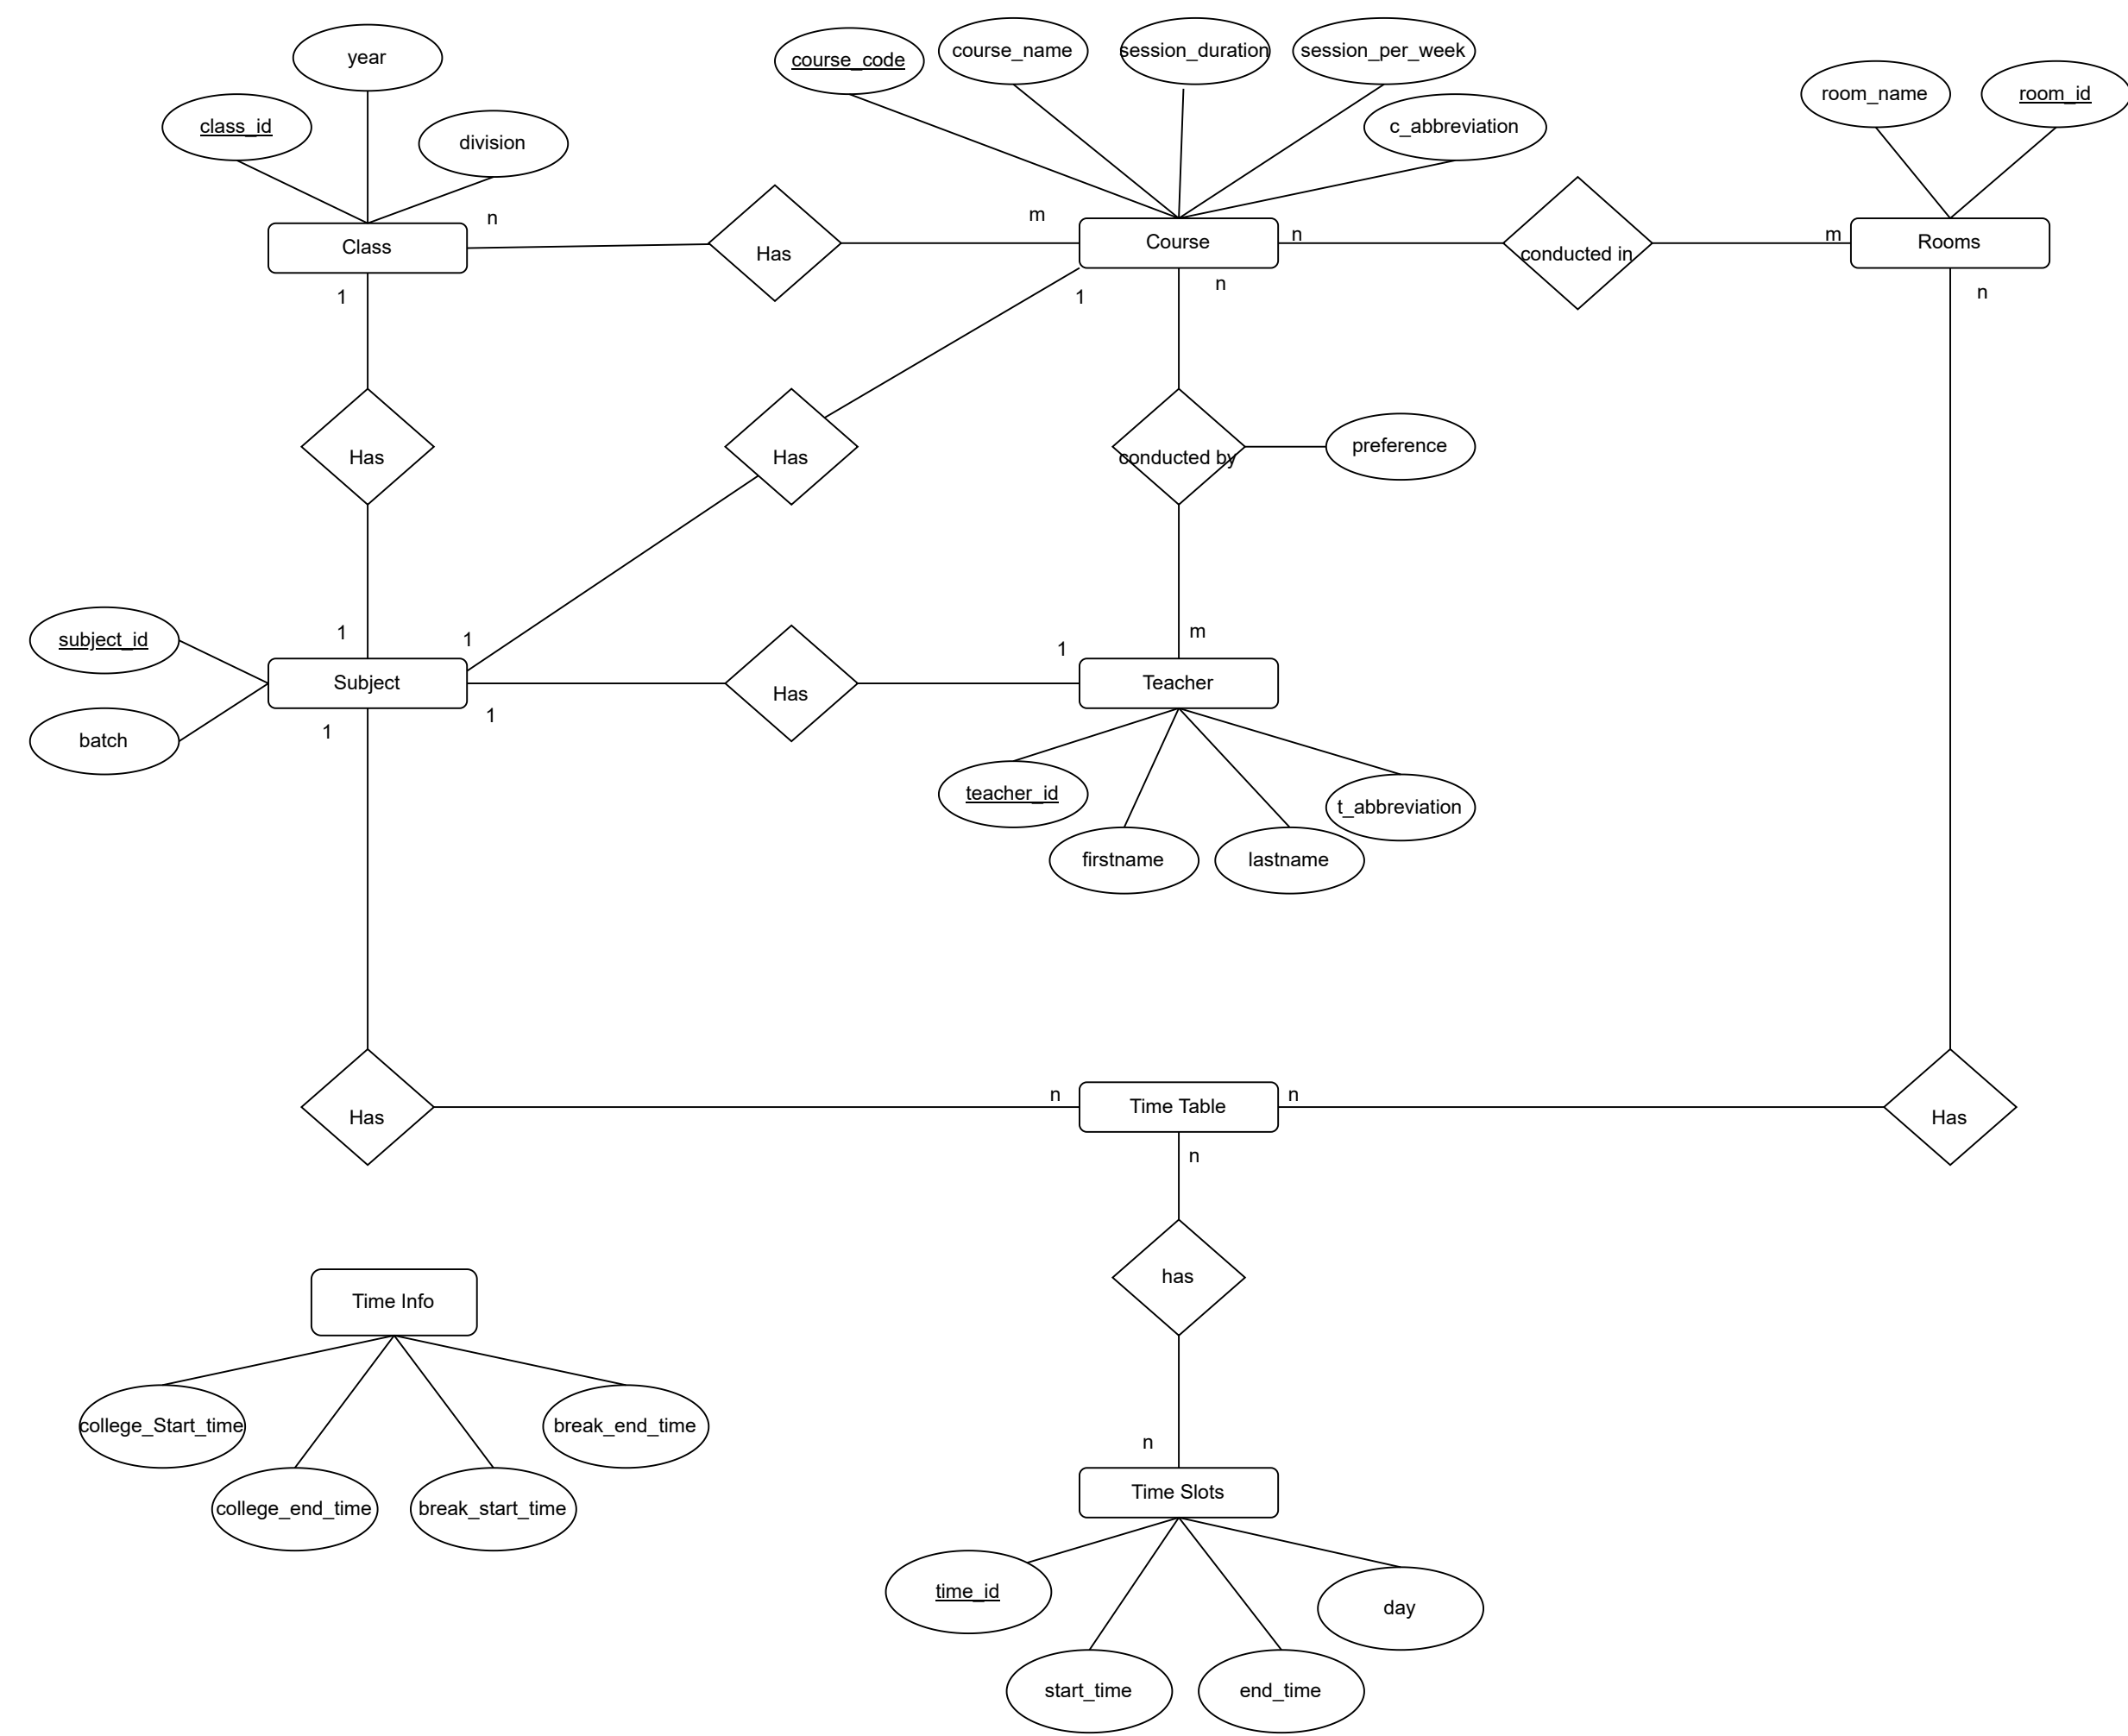 year
class_id
division
course_code
course_name
session_duration
session_per_week
c_abbreviation
room_name
room_id
n
m
Class
Has
Course
n
conducted in
m
Rooms
1
1
n
n
Has
Has
conducted by
preference
subject_id
1
1
1
m
Subject
Has
Teacher
batch
1
1
teacher_id
t_abbreviation
firstname
lastname
Has
n
Time Table
n
Has
n
has
Time Info
college_Start_time
break_end_time
college_end_time
break_start_time
n
Time Slots
time_id
day
start_time
end_time